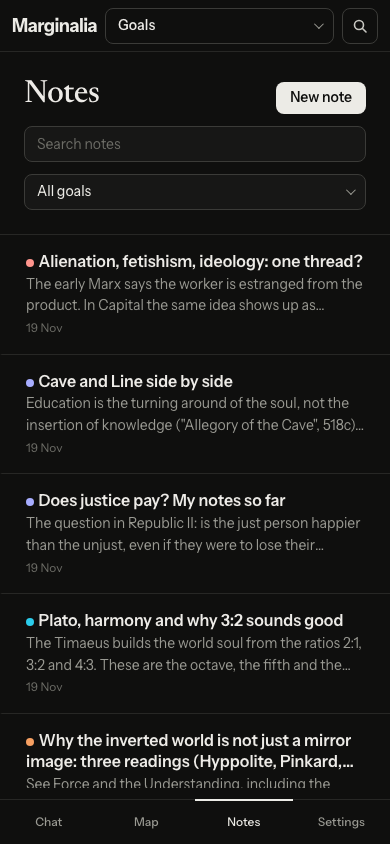 Marginalia
Goals
Notes
New note
Search notes
All goals
Alienation, fetishism, ideology: one thread?
The early Marx says the worker is estranged from the
product. In Capital the same idea shows up as...
19 Nov
Cave and Line side by side
Education is the turning around of the soul, not the
insertion of knowledge ("Allegory of the Cave", 518c)...
19 Nov
Does justice pay? My notes so far
The question in Republic II: is the just person happier
than the unjust, even if they were to lose their...
19 Nov
Plato, harmony and why 3:2 sounds good
The Timaeus builds the world soul from the ratios 2:1,
3:2 and 4:3. These are the octave, the fifth and the...
19 Nov
Why the inverted world is not just a mirror
image: three readings (Hyppolite, Pinkard,...
See Force and the Understanding, including the
Chat
Map
Notes
Settings